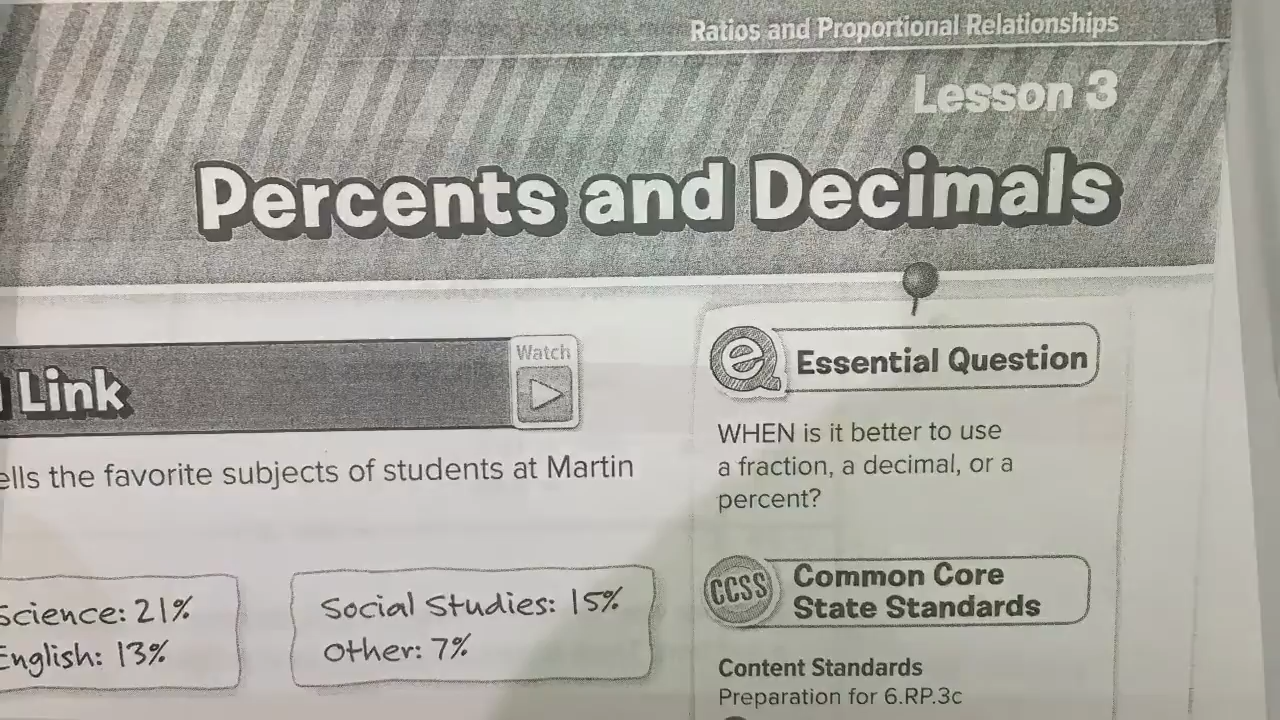 Ratios and Proportional Relationships
Lesson 3
Percents and Decimals
Link
Watch
the favorite subjects of students at Martin
Science: 21%
English: 13%
Social Studies: 15%
Other: 7%
Essential Question
WHEN is it better to use
a fraction, a decimal, or a
percent?
CCSS
Common Core
State Standards
Content Standards
Preparation for 6.RP.3c